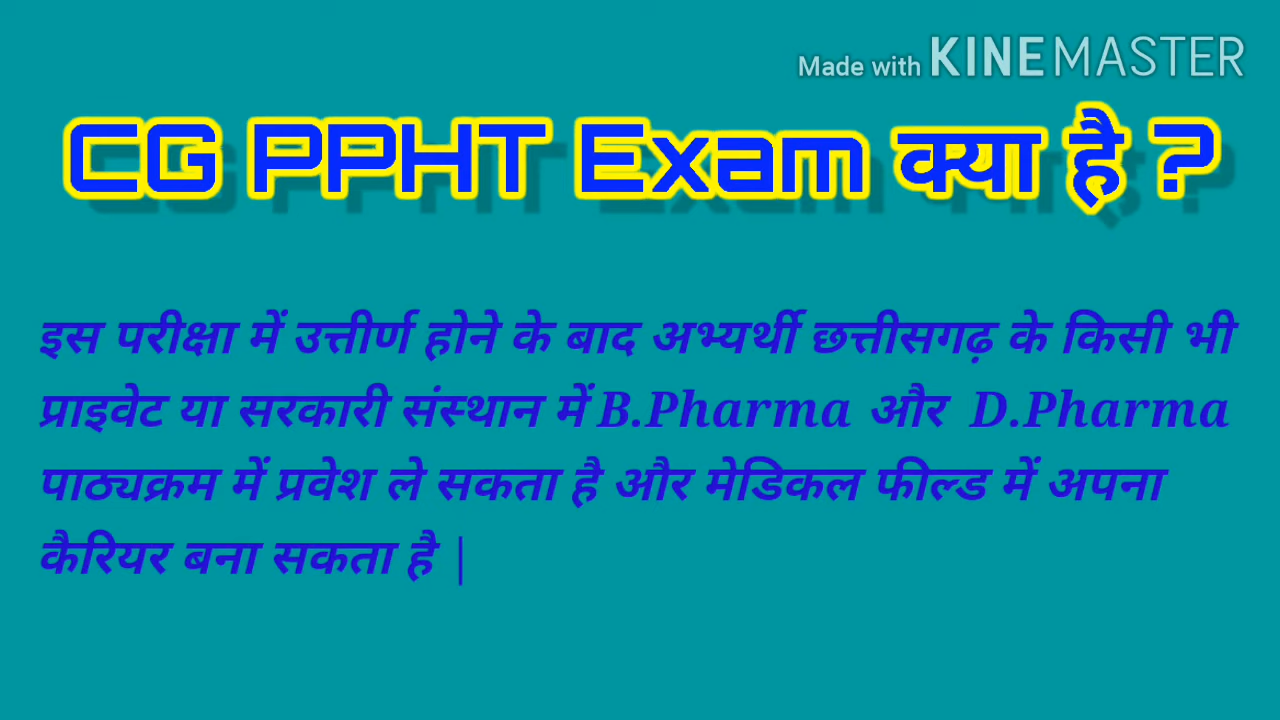 Made with KINEMASTER
CG PPHT Exam क्या है ?
इस परीक्षा में उत्तीर्ण होने के बाद अभ्यर्थी छत्तीसगढ़ के किसी भी
प्राइवेट या सरकारी संस्थान में B.Pharma और D.Pharma
पाठ्यक्रम में प्रवेश ले सकता है और मेडिकल फील्ड में अपना
कैरियर बना सकता है |